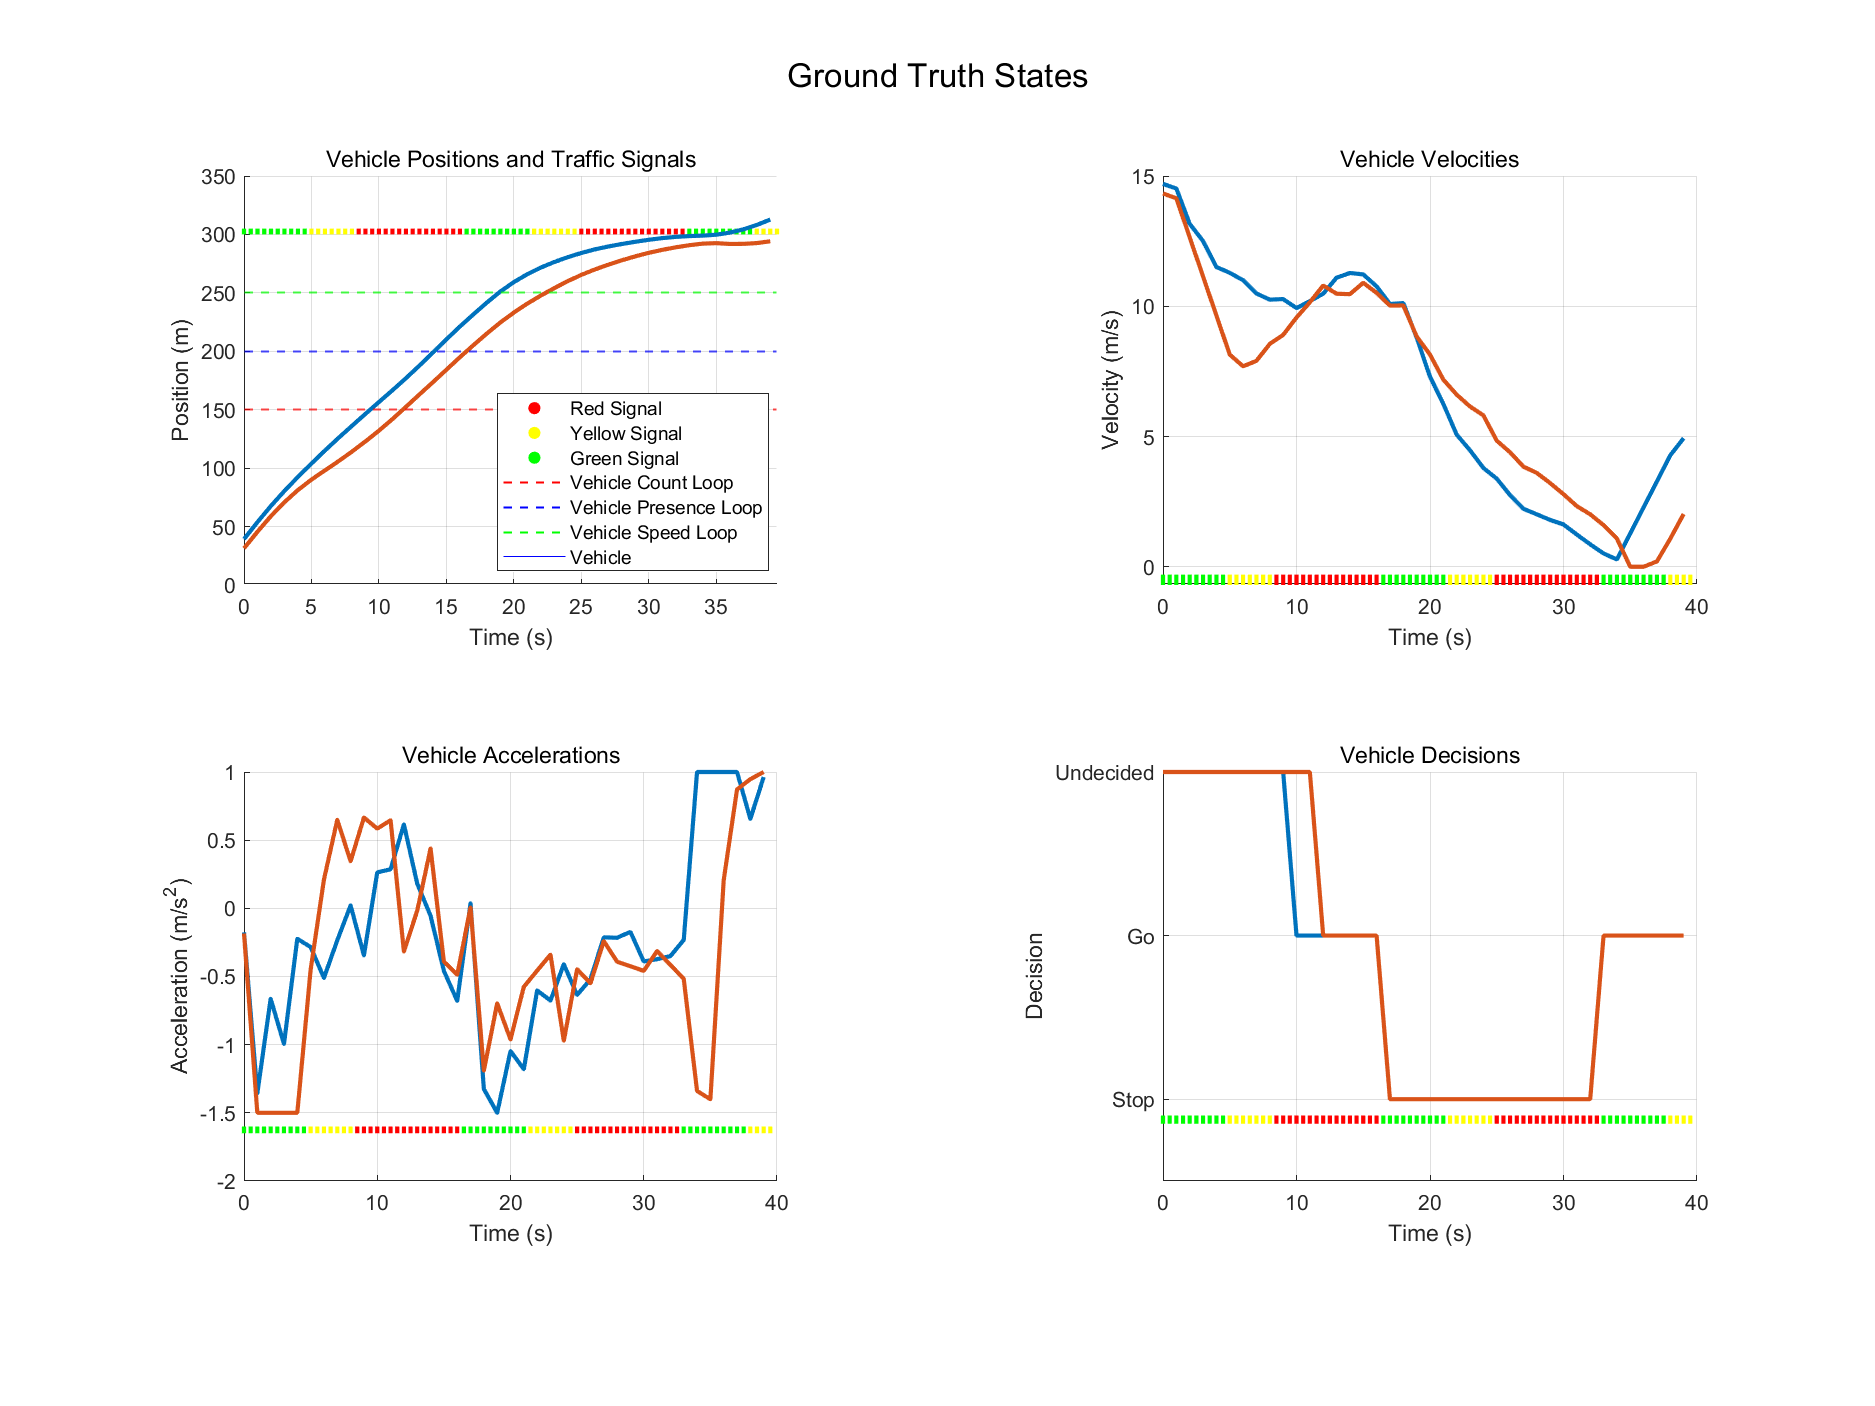 Ground Truth States
Vehicle Positions and Traffic Signals
350
300
250
200
150
100
50
0
Position (m)
Red Signal
Yellow Signal
Green Signal
Vehicle Count Loop
Vehicle Presence Loop
Vehicle Speed Loop
Vehicle
0 5 10 15 20 25 30 35
Time (s)
Vehicle Velocities
15
10
5
0
Velocity (m/s)
0 10 20 30 40
Time (s)
Vehicle Accelerations
1
0.5
0
-0.5
-1
-1.5
-2
Acceleration (m/s²)
0 10 20 30 40
Time (s)
Vehicle Decisions
Undecided
Go
Stop
Decision
0 10 20 30 40
Time (s)